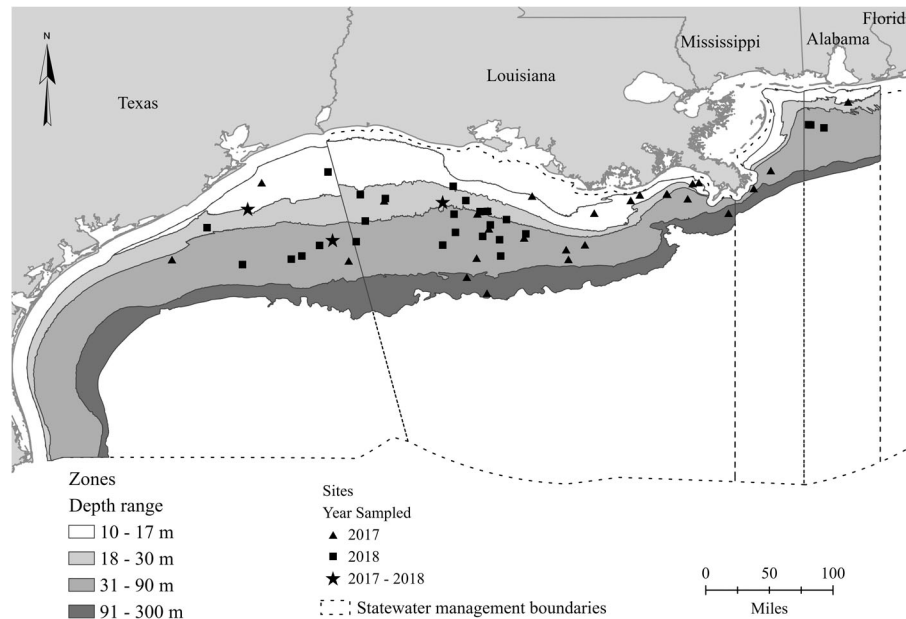 Florid
Mississippi
Alabama
N
Louisiana
Texas
Zones
Depth range
10 - 17 m
18 - 30 m
31 - 90 m
91 - 300 m
Sites
Year Sampled
2017
2018
2017 - 2018
Statewater management boundaries
0 50 100
Miles